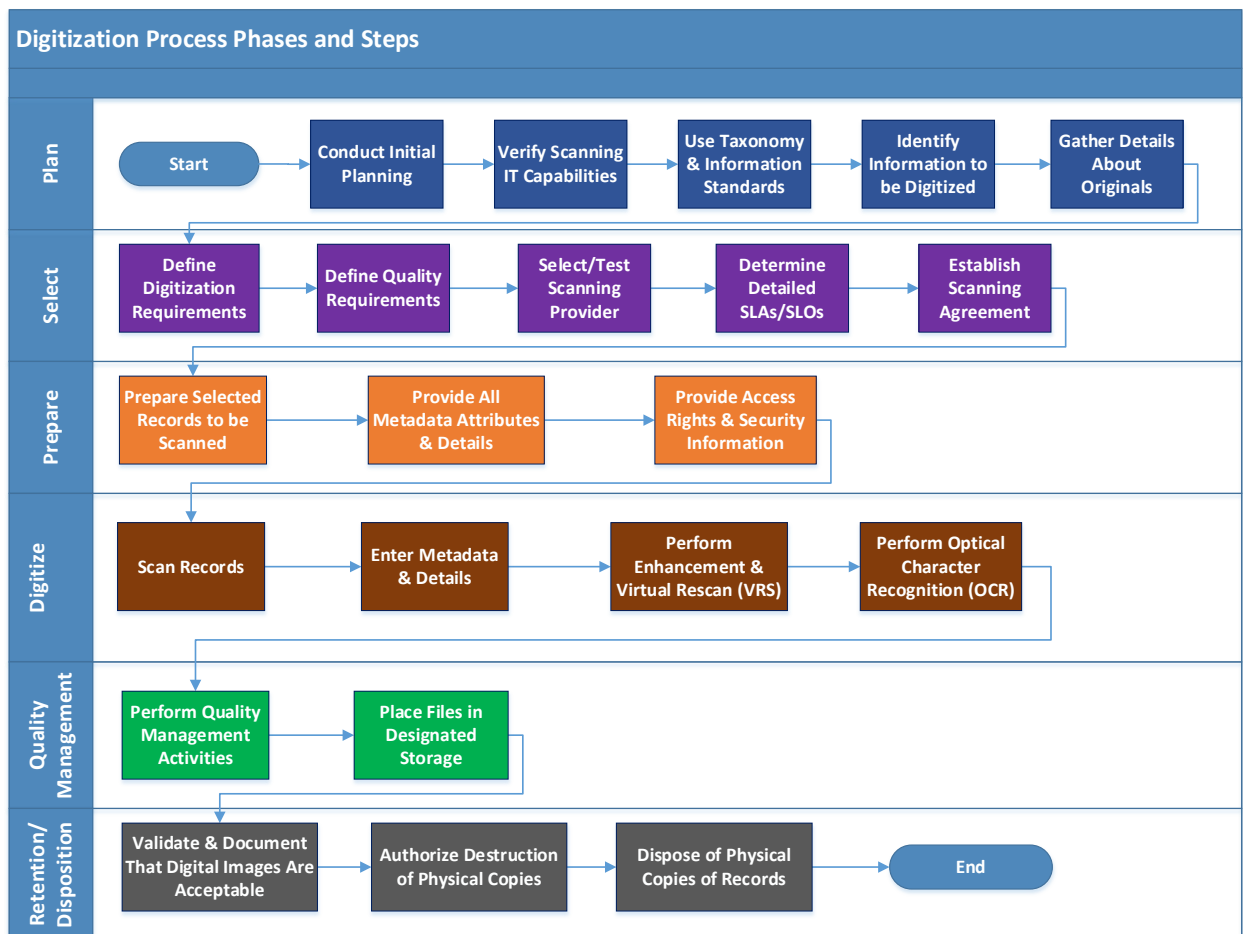 Digitization Process Phases and Steps
Plan
Start
Conduct Initial
Planning
Verify Scanning
IT Capabilities
Use Taxonomy
& Information
Standards
Identify
Information to
be Digitized
Gather Details
About
Originals
Select
Define
Digitization
Requirements
Define Quality
Requirements
Select/Test
Scanning
Provider
Determine
Detailed
SLAs/SLOs
Establish
Scanning
Agreement
Prepare
Prepare Selected
Records to be
Scanned
Provide All
Metadata Attributes
& Details
Provide Access
Rights & Security
Information
Digitize
Scan Records
Enter Metadata
& Details
Perform
Enhancement &
Virtual Rescan (VRS)
Perform Optical
Character
Recognition (OCR)
Quality
Management
Perform Quality
Management
Activities
Place Files in
Designated
Storage
Retention/
Disposition
Validate & Document
That Digital Images Are
Acceptable
Authorize Destruction
of Physical Copies
Dispose of Physical
Copies of Records
End